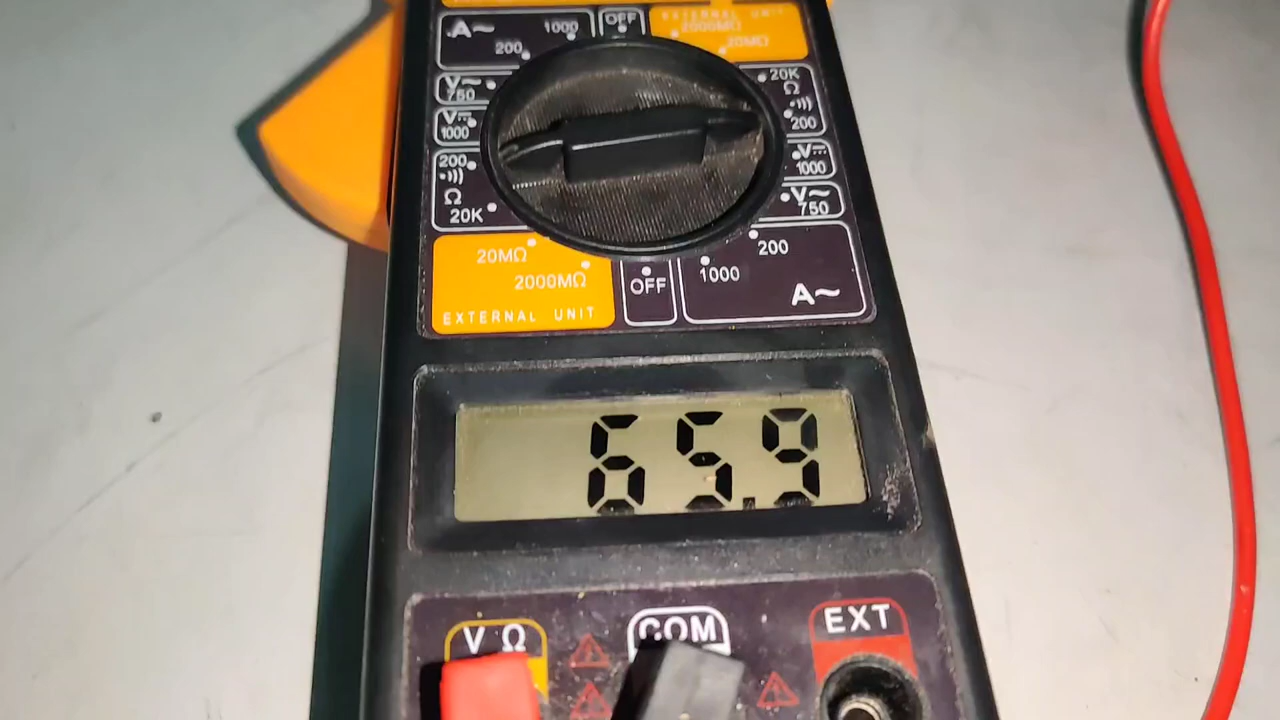 A~
1000
OFF
EXTERNAL UNIT
2000MΩ
200
20MΩ
V~
750
20K
Ω
200
V⎓
1000
V⎓
1000
200
Ω
20K
V~
750
20MΩ
2000MΩ
EXTERNAL UNIT
OFF
200
1000
A~
65.9
V Ω
COM
EXT